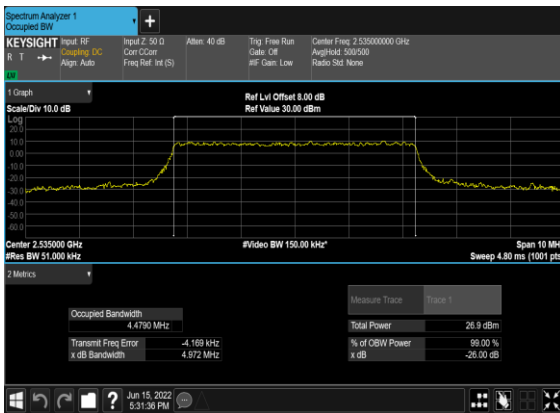 Spectrum Analyzer 1
Occupied BW
+
KEYSIGHT
R T
LV
Input: RF
Coupling: DC
Align: Auto
Input Z: 50 Ω
Corr CCorr
Freq Ref: Int (S)
Atten: 40 dB
Trig: Free Run
Gate: Off
#IF Gain: Low
Center Freq: 2.535000000 GHz
Avg|Hold: 500/500
Radio Std: None
1 Graph
Scale/Div 10.0 dB
Ref Lvl Offset 8.00 dB
Ref Value 30.00 dBm
Log
20.0
10.0
0.00
-10.0
-20.0
-30.0
-40.0
-50.0
-60.0
Center 2.535000 GHz
#Res BW 51.000 kHz
#Video BW 150.00 kHz*
Span 10 MH
Sweep 4.80 ms (1001 pts
2 Metrics
Measure Trace Trace 1
Occupied Bandwidth
4.4790 MHz
Total Power 26.9 dBm
Transmit Freq Error -4.169 kHz
% of OBW Power 99.00 %
x dB Bandwidth 4.972 MHz
x dB -26.00 dB
?
Jun 15, 2022
5:31:36 PM